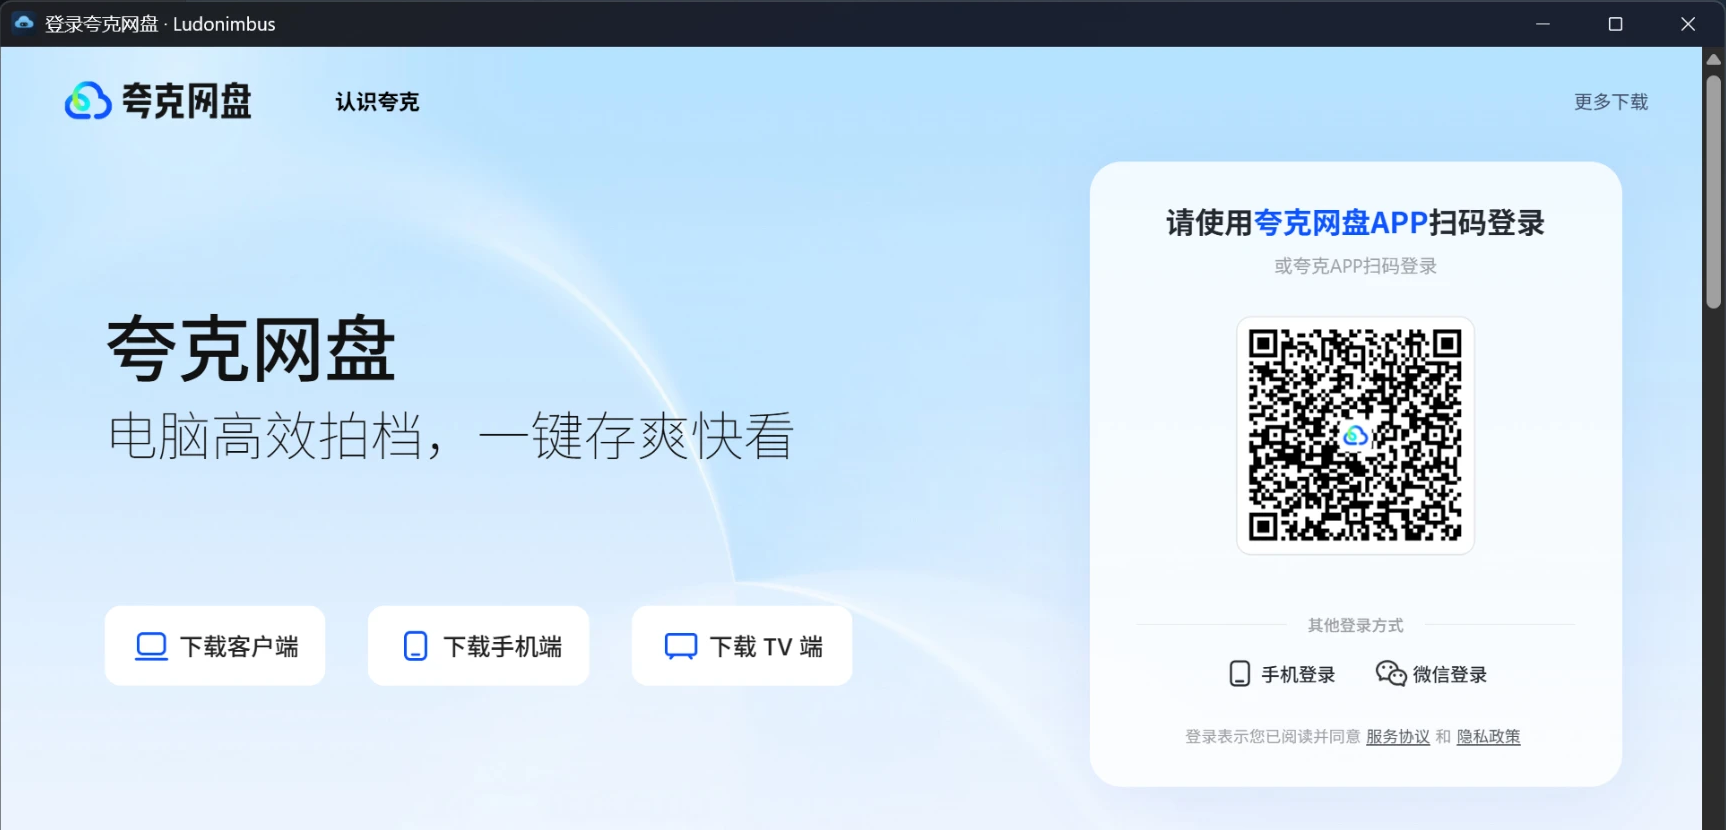 登录夸克网盘 · Ludonimbus
夸克网盘
认识夸克
更多下载
请使用夸克网盘APP扫码登录
或夸克APP扫码登录
夸克网盘
电脑高效拍档，一键存爽快看
下载客户端
下载手机端
下载 TV 端
其他登录方式
手机登录
微信登录
登录表示您已阅读并同意 服务协议 和 隐私政策